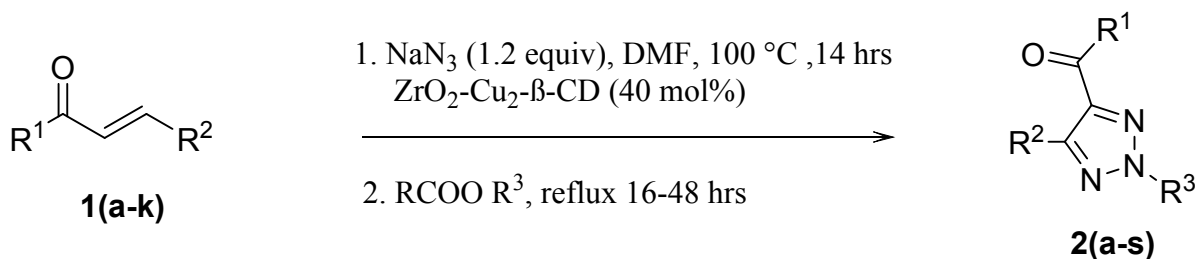 O
R¹
R²
1(a-k)
1. NaN₃ (1.2 equiv), DMF, 100 °C ,14 hrs
ZrO₂-Cu₂-ß-CD (40 mol%)
2. RCOO R³, reflux 16-48 hrs
R¹
O
R²
N
N
N
R³
2(a-s)